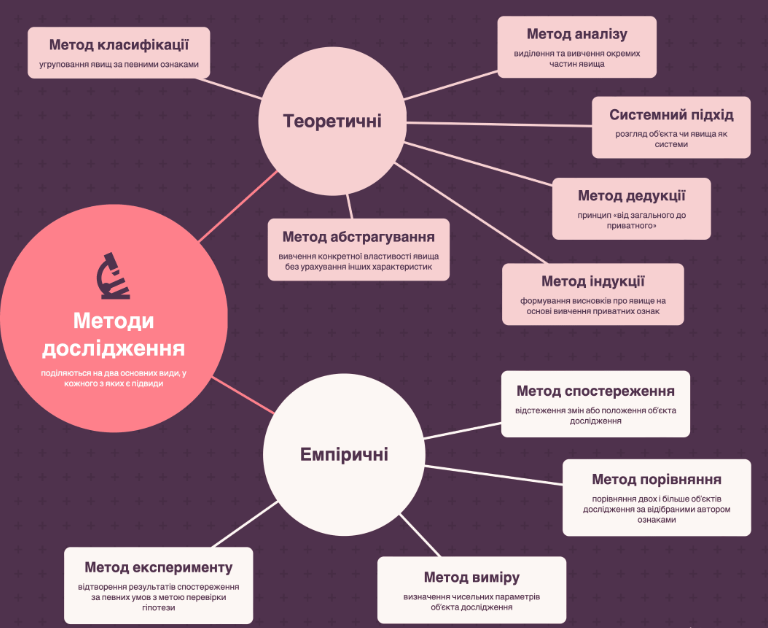 Метод класифікації
угруповання явищ за певними ознаками
Метод аналізу
виділення та вивчення окремих
частин явища
Теоретичні
Системний підхід
розгляд об'єкта чи явища як
системи
Метод дедукції
принцип «від загального до
приватного»
Метод абстрагування
вивчення конкретної властивості явища
без урахування інших характеристик
Метод індукції
формування висновків про явище на
основі вивчення приватних ознак
Методи
дослідження
поділяються на два основних види, у
кожного з яких є підвиди
Метод спостереження
відстеження змін або положення об'єкта
дослідження
Емпіричні
Метод порівняння
порівняння двох і більше об'єктів
дослідження за відібраними автором
ознаками
Метод експерименту
відтворення результатів спостереження
за певних умов з метою перевірки
гіпотези
Метод виміру
визначення чисельних параметрів
об'єкта дослідження